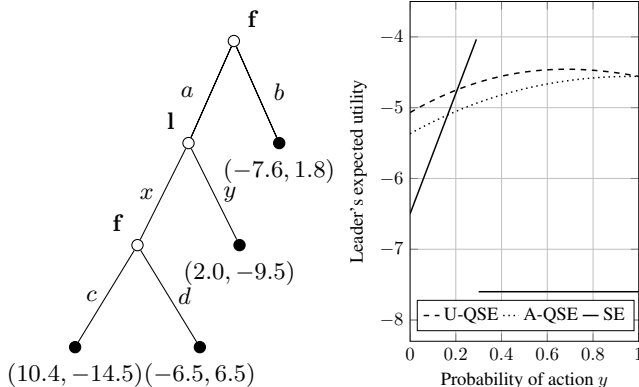 f
a
b
l
(−7.6, 1.8)
x
y
f
(2.0, −9.5)
c
d
(10.4, −14.5)(−6.5, 6.5)
Leader's expected utility
−4
−5
−6
−7
−8
U-QSE A-QSE SE
0 0.2 0.4 0.6 0.8 1
Probability of action y